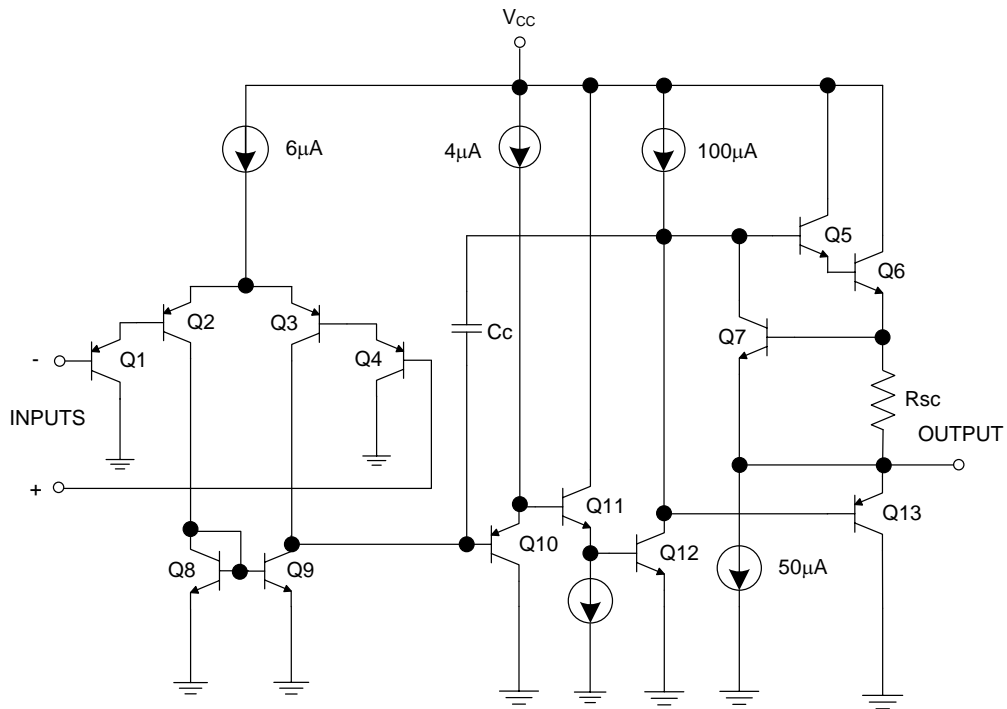 VCC
6μA
4μA
100μA
Q5
Q6
Q2
Q3
Cc
Q7
-
Q1
Q4
Rsc
INPUTS
OUTPUT
+
Q11
Q13
Q10
Q12
Q8
Q9
50μA